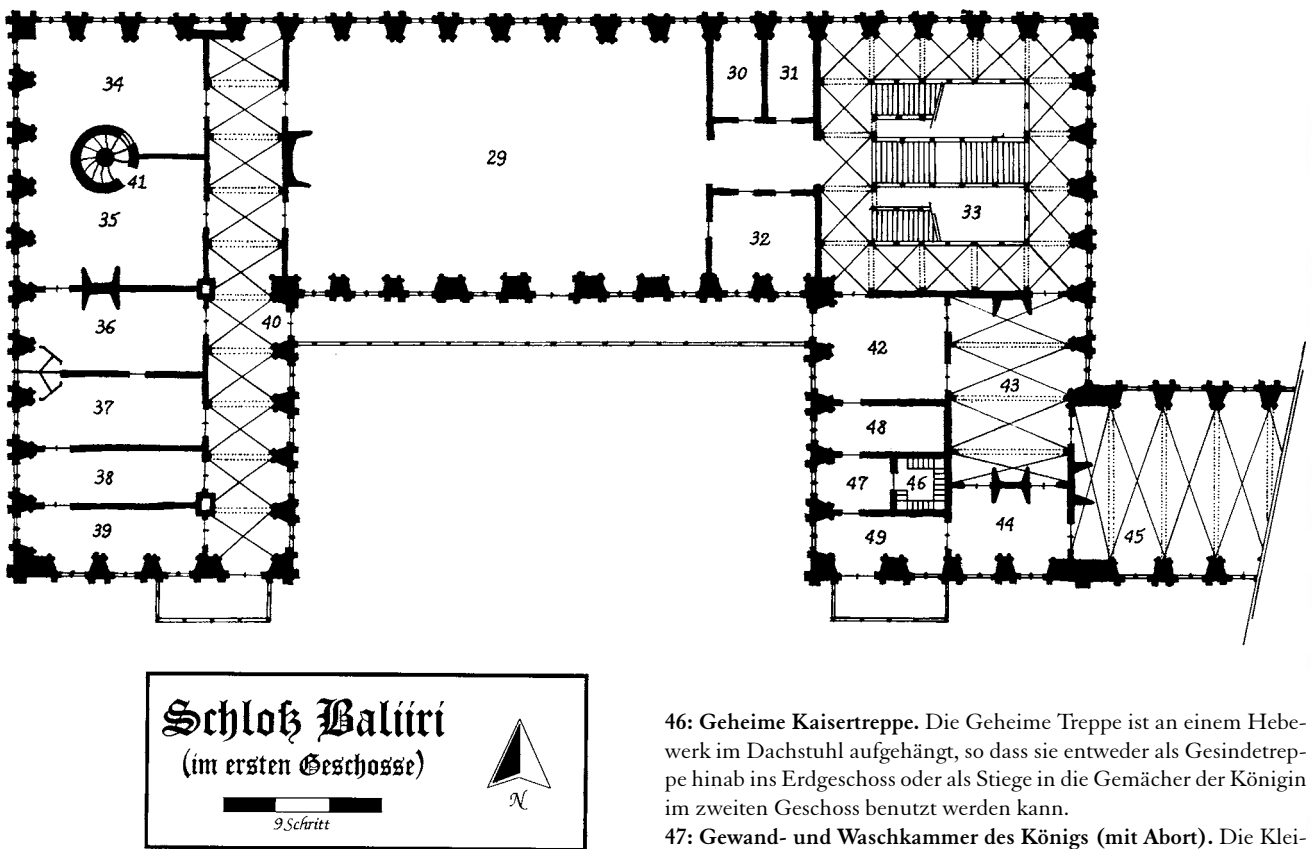 34
30
31
29
41
35
33
32
36
40
42
43
37
48
38
47
46
39
49
44
45
Schloß Baliiri
(im ersten Geschosse)
N
9 Schritt
46: Geheime Kaisertreppe. Die Geheime Treppe ist an einem Hebe-
werk im Dachstuhl aufgehängt, so dass sie entweder als Gesindetrep-
pe hinab ins Erdgeschoss oder als Stiege in die Gemächer der Königin
im zweiten Geschoss benutzt werden kann.
47: Gewand- und Waschkammer des Königs (mit Abort). Die Klei-